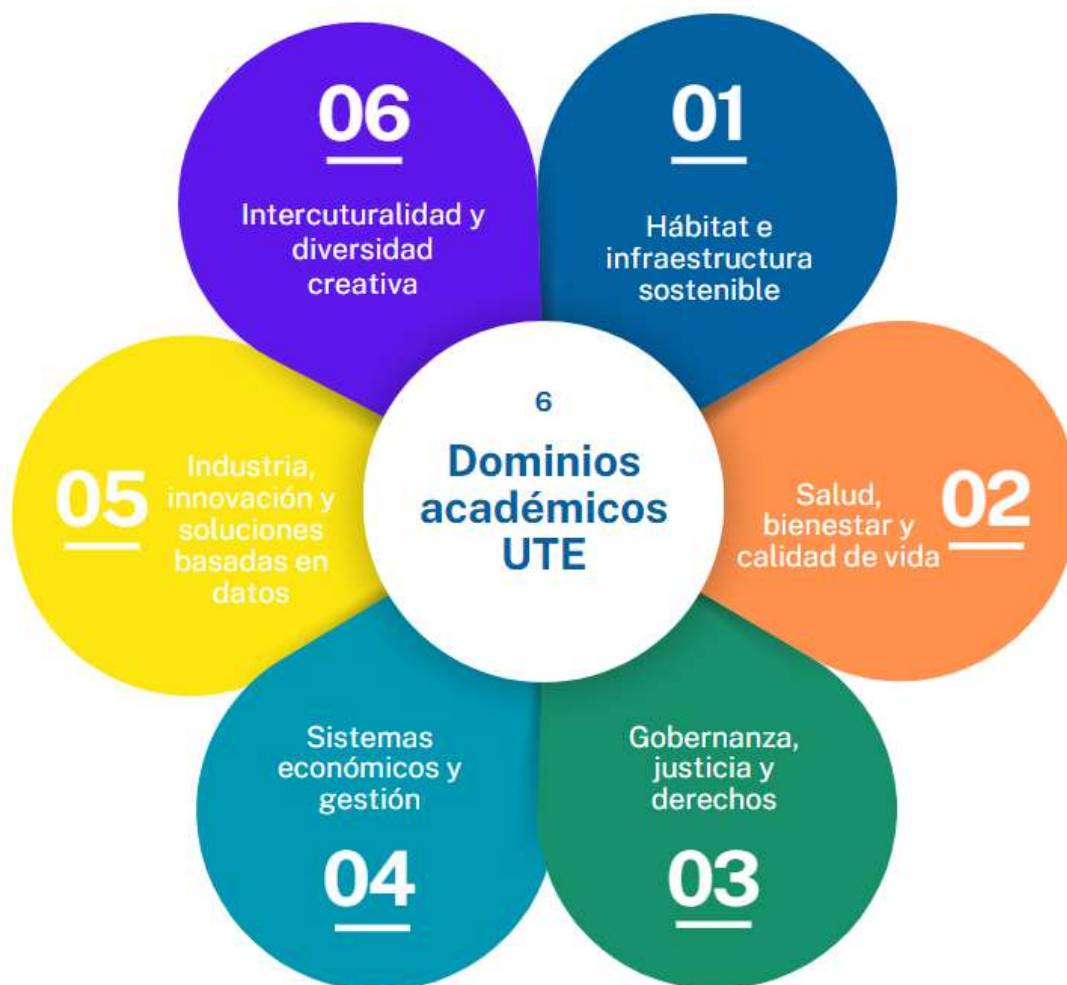 6
Dominios
académicos
UTE
01
Hábitat e
infraestructura
sostenible
02
Salud,
bienestar y
calidad de vida
03
Gobernanza,
justicia y
derechos
04
Sistemas
económicos y
gestión
05
Industria,
innovación y
soluciones
basadas en
datos
06
Intercuturalidad y
diversidad
creativa